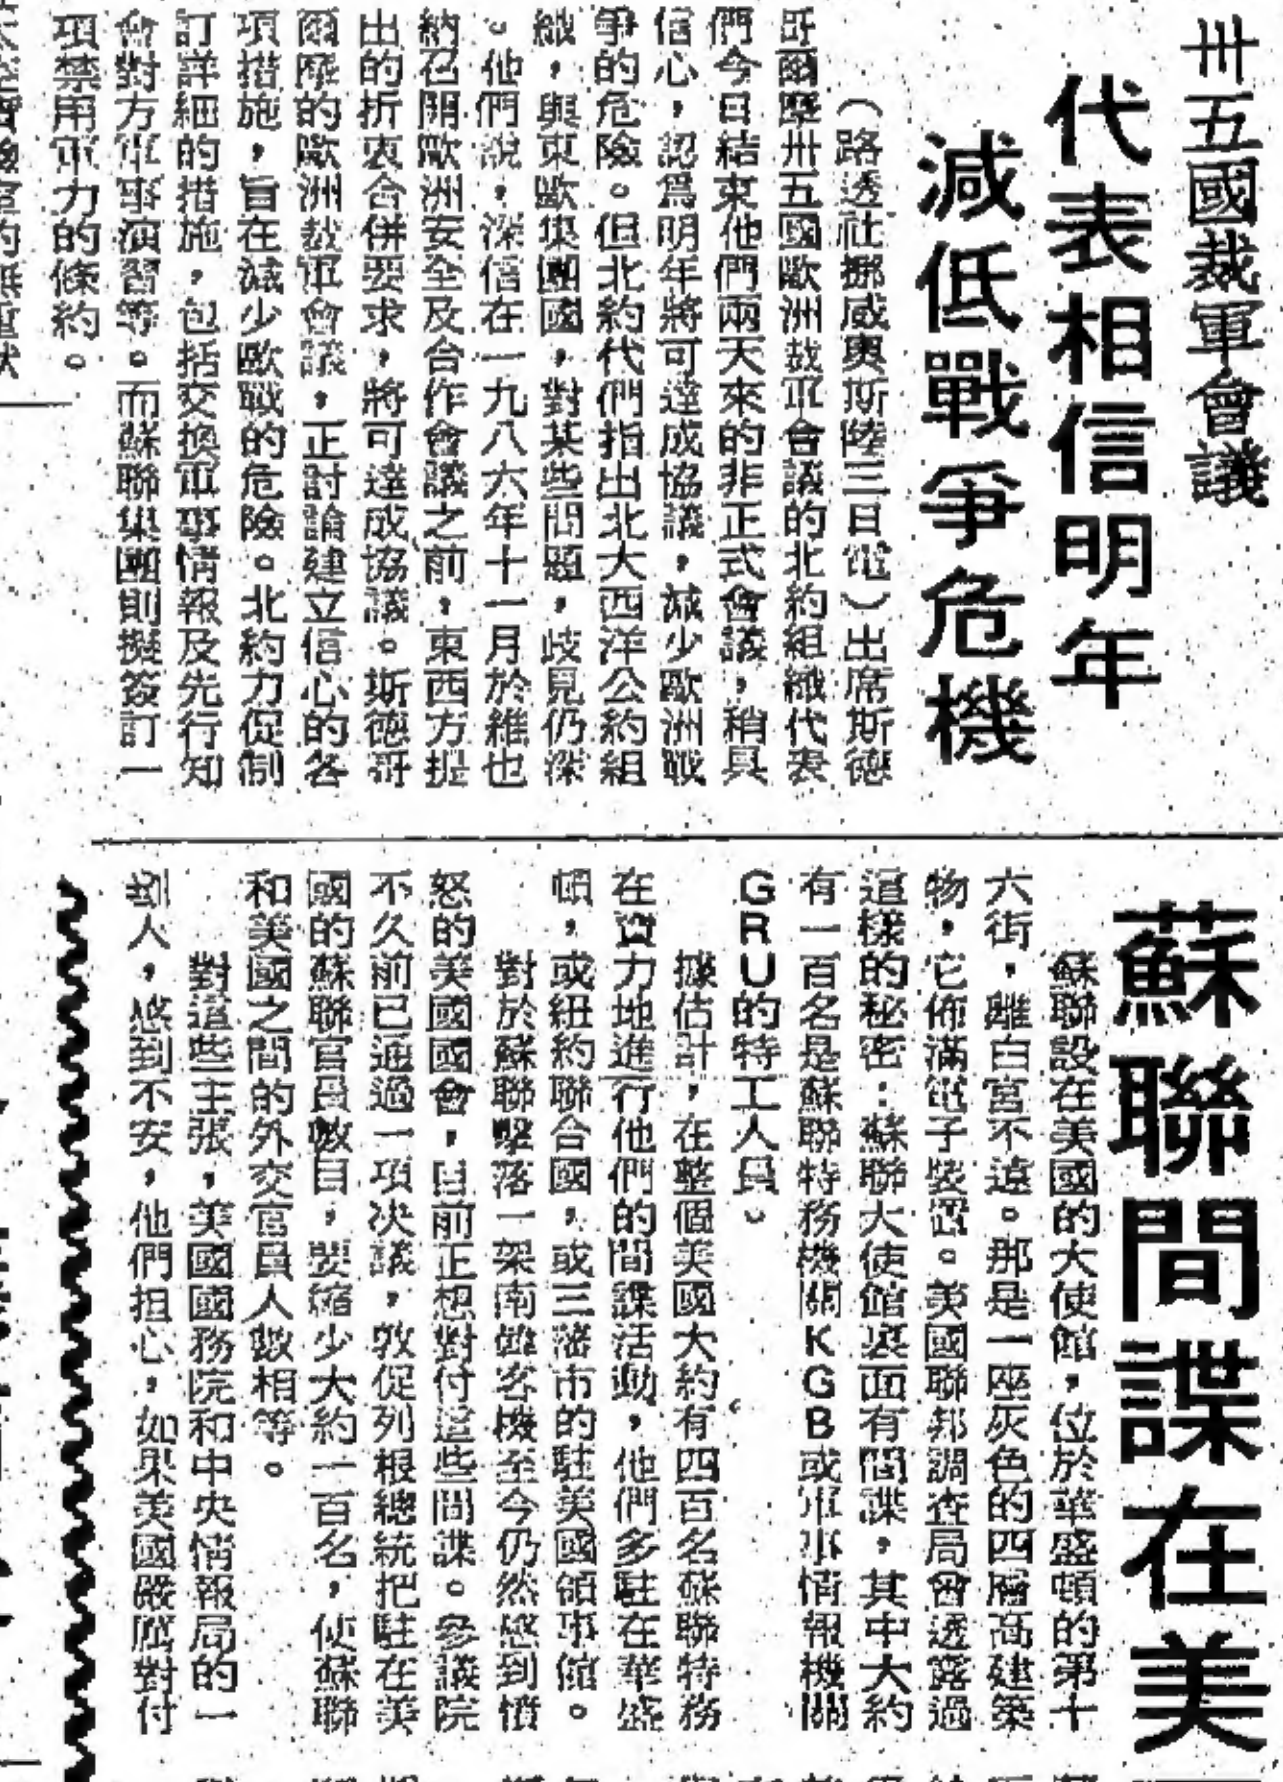 卅五國裁軍會議
代表相信明年
減低戰爭危機
（路透社挪威奧斯陸三日電）出席斯德
哥爾摩卅五國歐洲裁軍會議的北約組織代表
們今日結束他們兩天來的非正式會議，稍具
信心，認爲明年將可達成協議，減少歐洲戰
爭的危險。但北約代們指出北大西洋公約組
織，與東歐集團國，對某些問題，歧見仍深
。他們說，深信在一九八六年十一月於維也
納召開歐洲安全及合作會議之前，東西方提
出的折衷合併要求，將可達成協議。斯德哥
爾摩的歐洲裁軍會議，正討論建立信心的各
項措施，旨在減少歐戰的危險。北約力促制
訂詳細的措施，包括交換軍事情報及先行知
會對方軍事演習等。而蘇聯集團則擬簽訂一
項禁用軍力的條約。
蘇聯間諜在美
蘇聯設在美國的大使館，位於華盛頓的第十
六街，離白宮不遠。那是一座灰色的四層高建築
物，它佈滿電子裝置。美國聯邦調查局會透露過
這樣的秘密：蘇聯大使館裏面有間諜，其中大約
有一百名是蘇聯特務機關KGB或軍事情報機關
GRU的特工人員。
據估計，在整個美國大約有四百名蘇聯特務
在賣力地進行他們的間諜活動，他們多駐在華盛
頓，或紐約聯合國，或三藩市的駐美國領事館。
對於蘇聯擊落一架南韓客機至今仍然感到憤
怒的美國國會，目前正想對付這些間諜。參議院
不久前已通過一項決議，敦促列根總統把駐在美
國的蘇聯官員數目，要縮少大約一百名，使蘇聯
和美國之間的外交官員人數相等。
對這些主張，美國國務院和中央情報局的一
些人，感到不安，他們担心，如果美國嚴厲對付